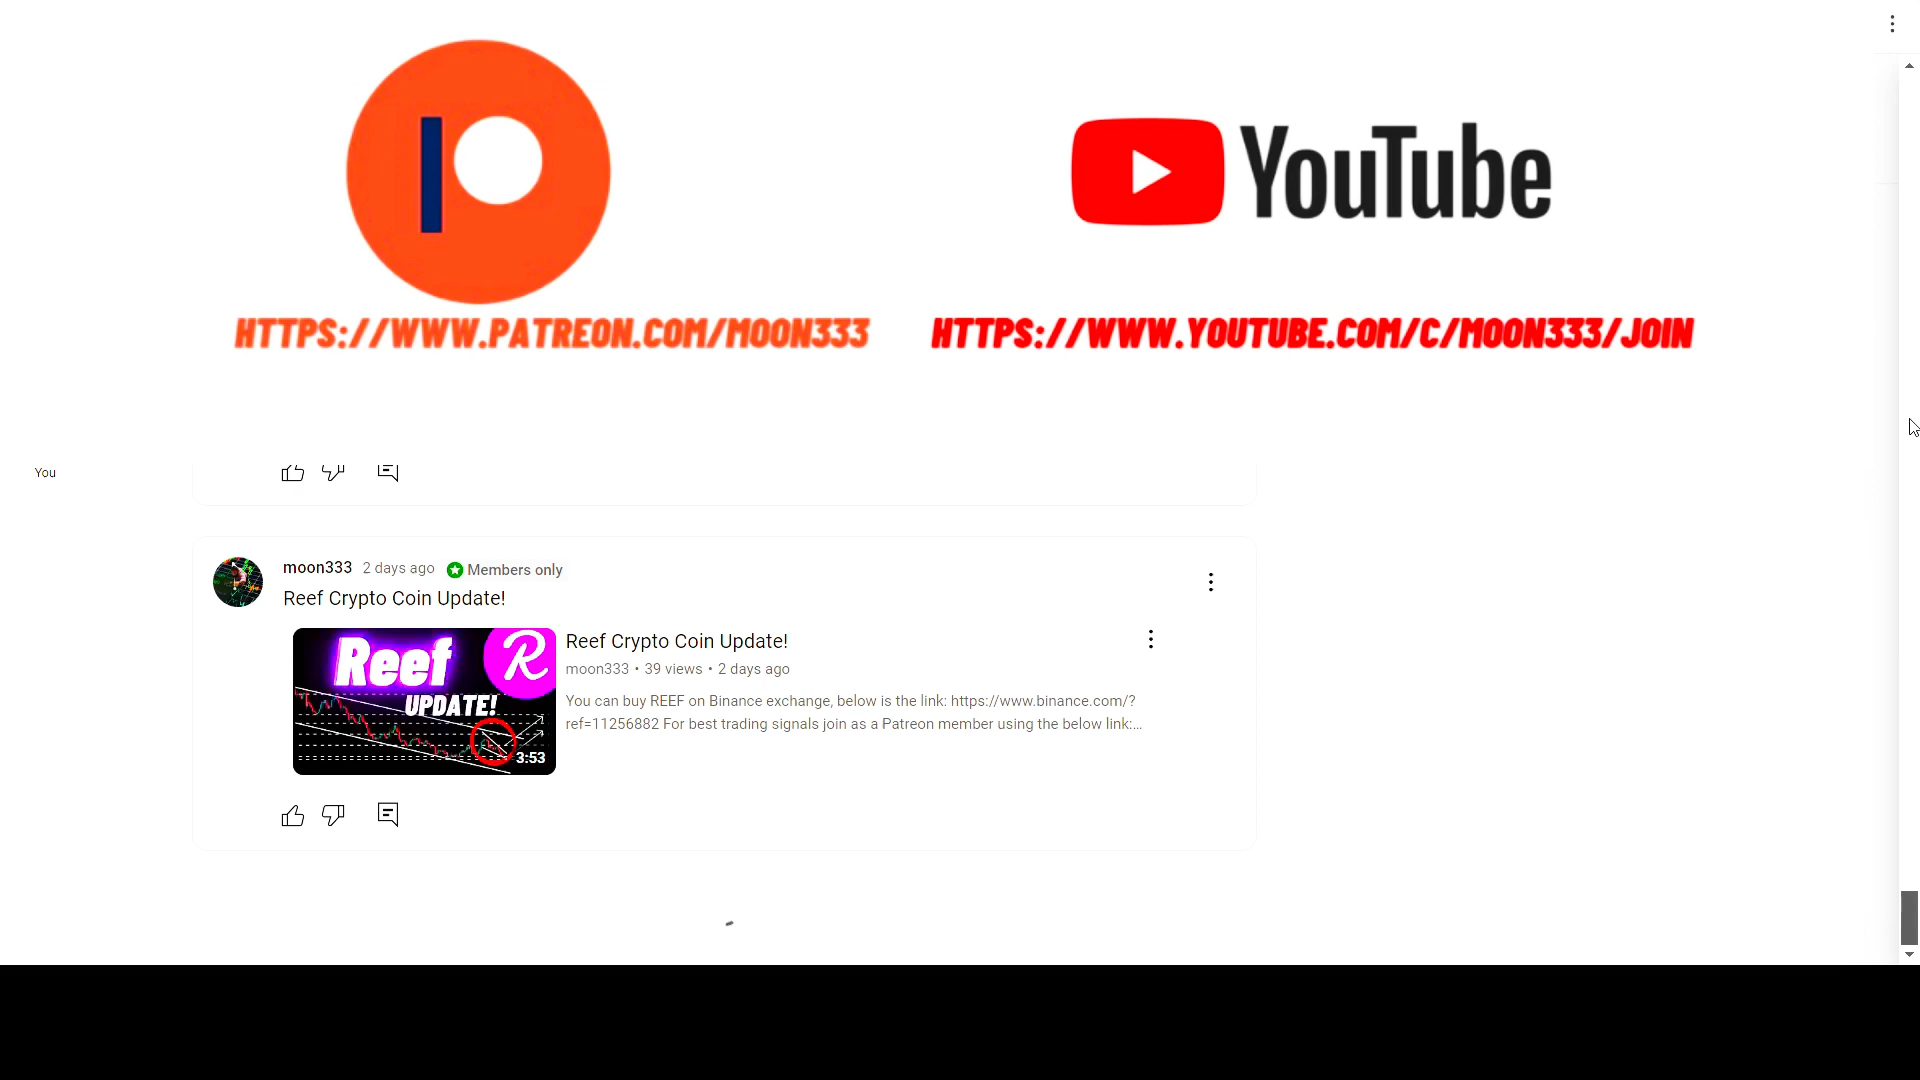 YouTube
HTTPS://WWW.PATREON.COM/MOON333
HTTPS://WWW.YOUTUBE.COM/C/MOON333/JOIN
You
moon333 2 days ago Members only
Reef Crypto Coin Update!
Reef
UPDATE!
R
3:53
Reef Crypto Coin Update!
moon333 • 39 views • 2 days ago
You can buy REEF on Binance exchange, below is the link: https://www.binance.com/?
ref=11256882 For best trading signals join as a Patreon member using the below link:...